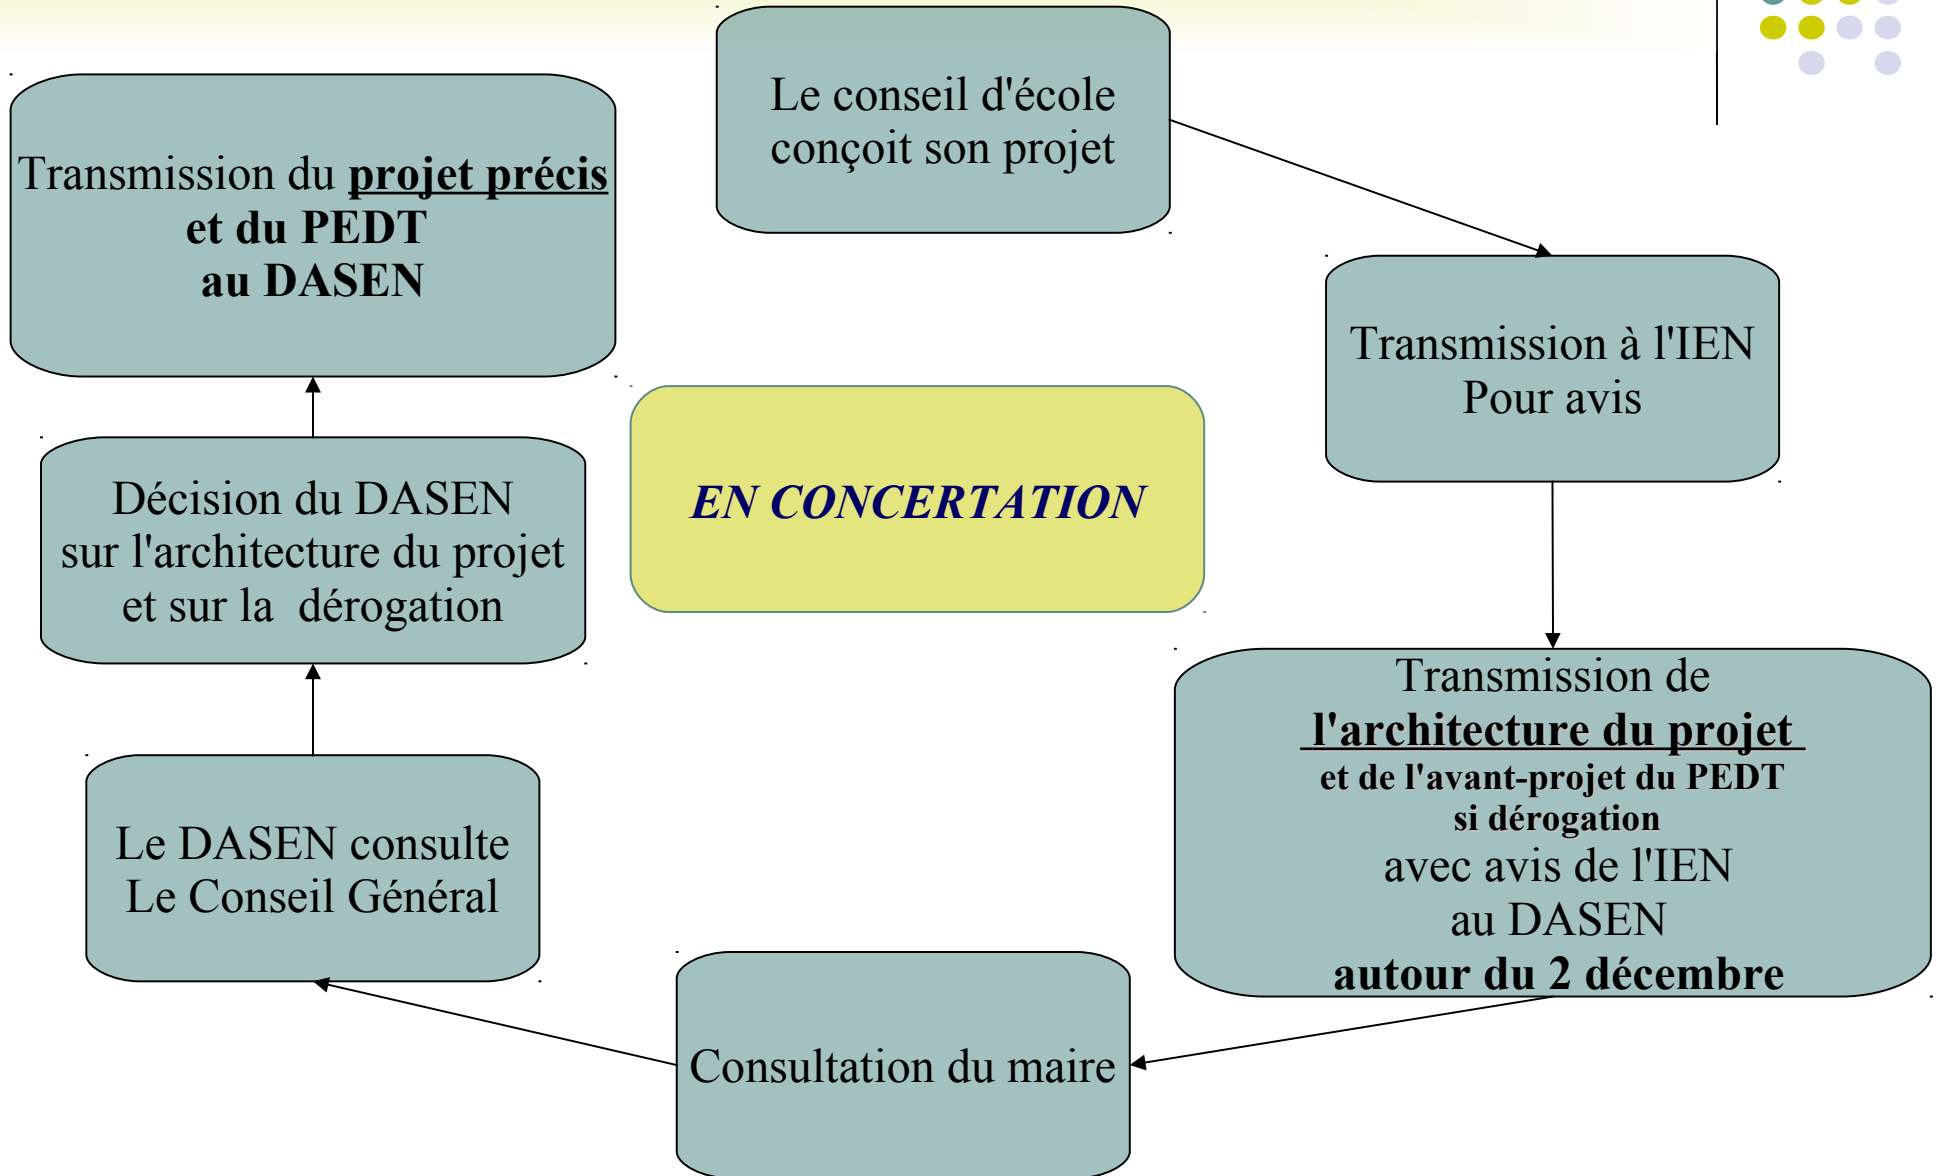 Le conseil d'école
conçoit son projet
Transmission à l'IEN
Pour avis
Transmission de
l'architecture du projet
et de l'avant-projet du PEDT
si dérogation
avec avis de l'IEN
au DASEN
autour du 2 décembre
Consultation du maire
Le DASEN consulte
Le Conseil Général
Décision du DASEN
sur l'architecture du projet
et sur la dérogation
Transmission du projet précis
et du PEDT
au DASEN
EN CONCERTATION